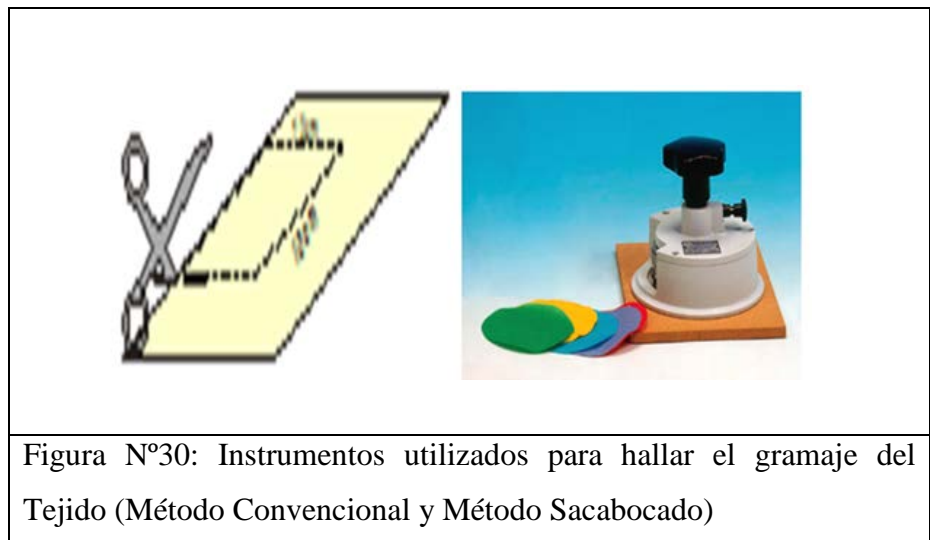 Figura Nº30: Instrumentos utilizados para hallar el gramaje del
Tejido (Método Convencional y Método Sacabocado)